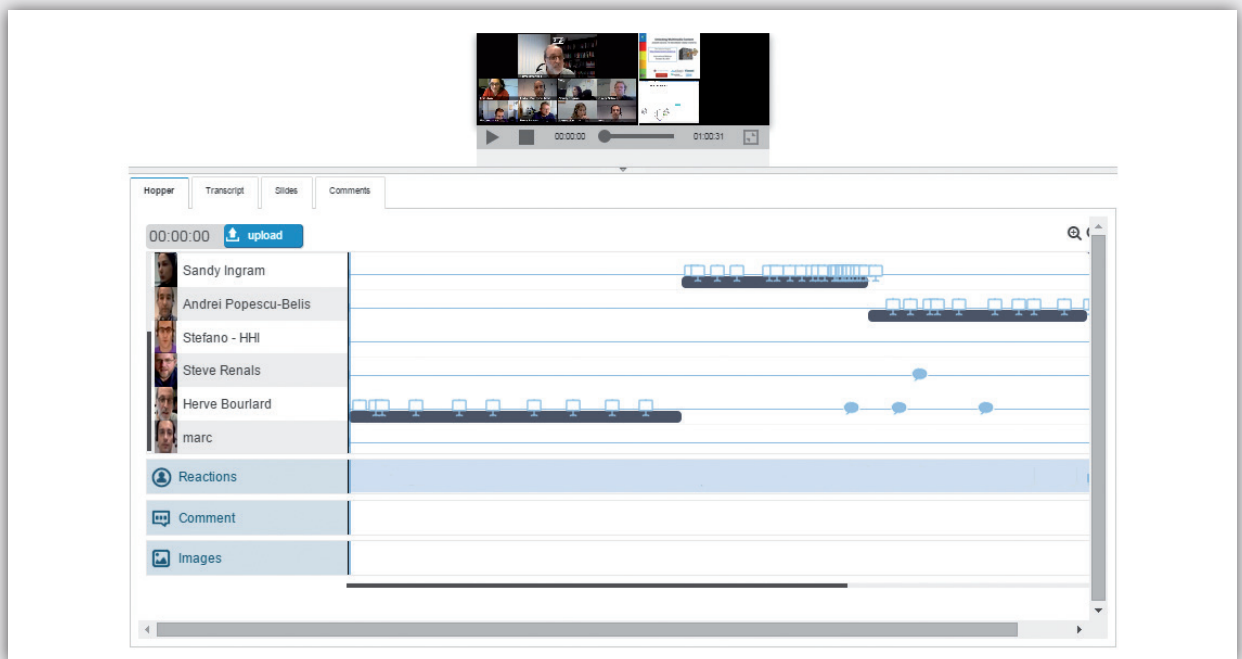 00:00:00 01:00:31
Hopper Transcript Slides Comments
00:00:00 upload
Sandy Ingram
Andrei Popescu-Belis
Stefano - HHI
Steve Renals
Herve Bourlard
marc
Reactions
Comment
Images